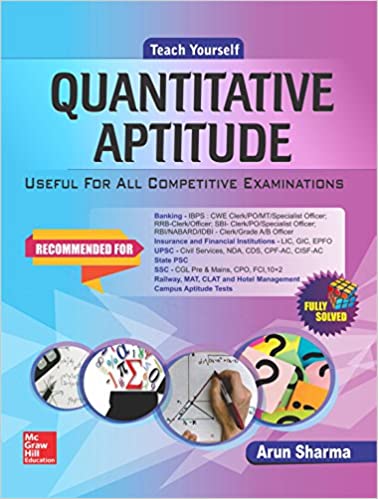 Teach Yourself
QUANTITATIVE
APTITUDE
USEFUL FOR ALL COMPETITIVE EXAMINATIONS
RECOMMENDED FOR
Banking - IBPS : CWE Clerk/PO/MT/Specialist Officer;
RRB-Clerk/Officer; SBI- Clerk/PO/Specialist Officer;
RBI/NABARD/IDBI - Clerk/Grade A/B Officer
Insurance and Financial Institutions - LIC, GIC, EPFO
UPSC - Civil Services, NDA, CDS, CPF-AC, CISF-AC
State PSC
SSC - CGL Pre & Mains, CPO, FCI,10+2
Railway, MAT, CLAT and Hotel Management
Campus Aptitude Tests
FULLY
SOLVED
Mc
Graw
Hill
Education
Arun Sharma